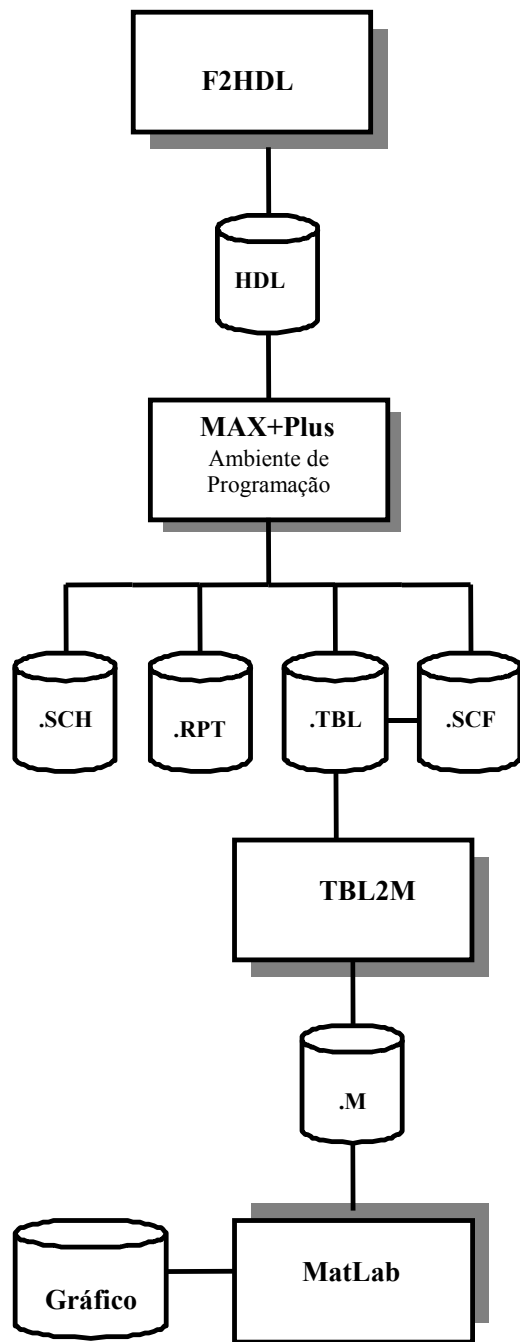 F2HDL
HDL
MAX+Plus
Ambiente de
Programação
.SCH
.RPT
.TBL
.SCF
TBL2M
.M
MatLab
Gráfico